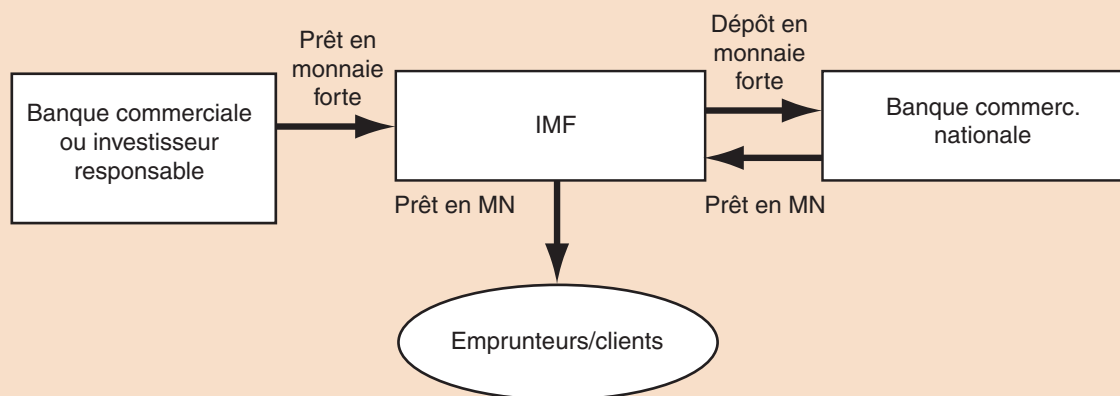 Banque commerciale
ou investisseur
responsable
Prêt en
monnaie
forte
IMF
Dépôt en
monnaie
forte
Banque commerc.
nationale
Prêt en MN
Prêt en MN
Emprunteurs/clients